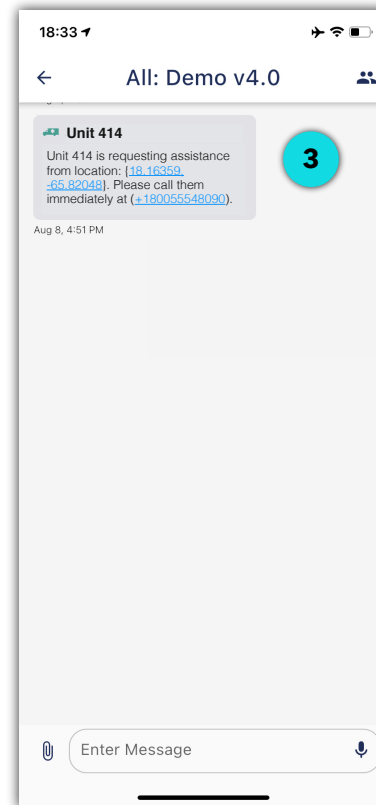 18:33
All: Demo v4.0
Unit 414
Unit 414 is requesting assistance
from location: {18.16359,
-65.82048}. Please call them
immediately at (+180055548090).
3
Aug 8, 4:51 PM
Enter Message